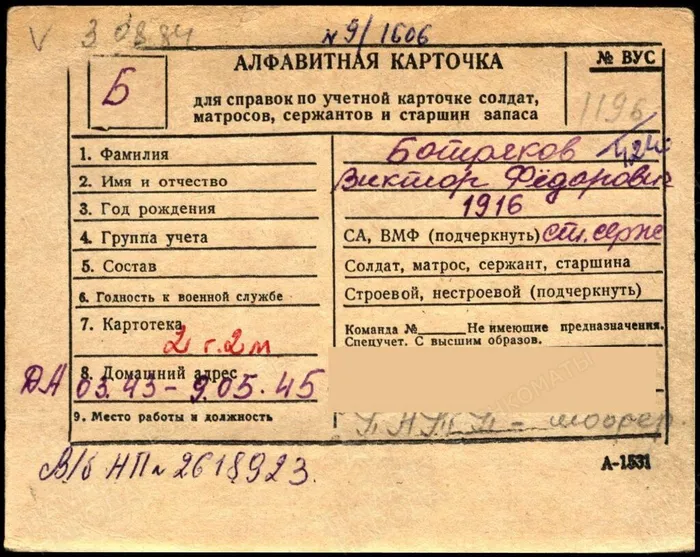 V 3 08.84 № 9/1606
АЛФАВИТНАЯ КАРТОЧКА
№ ВУС
Б
для справок по учетной карточке солдат,
матросов, сержантов и старшин запаса
1196
1. Фамилия Ботряков
2. Имя и отчество Виктор Фёдорович
3. Год рождения 1916
4. Группа учета СА, ВМФ (подчеркнуть) ст. серж
5. Состав Солдат, матрос, сержант, старшина
6. Годность к военной службе Строевой, нестроевой (подчеркнуть)
7. Картотека Команда № Не имеющие предназначения.
2 г. 2 м Спецучет. С высшим образов.
8. Домашний адрес
ДА 03.43 - 9.05.45
9. Место работы и должность
В/б НП № 2618923.
А-1531